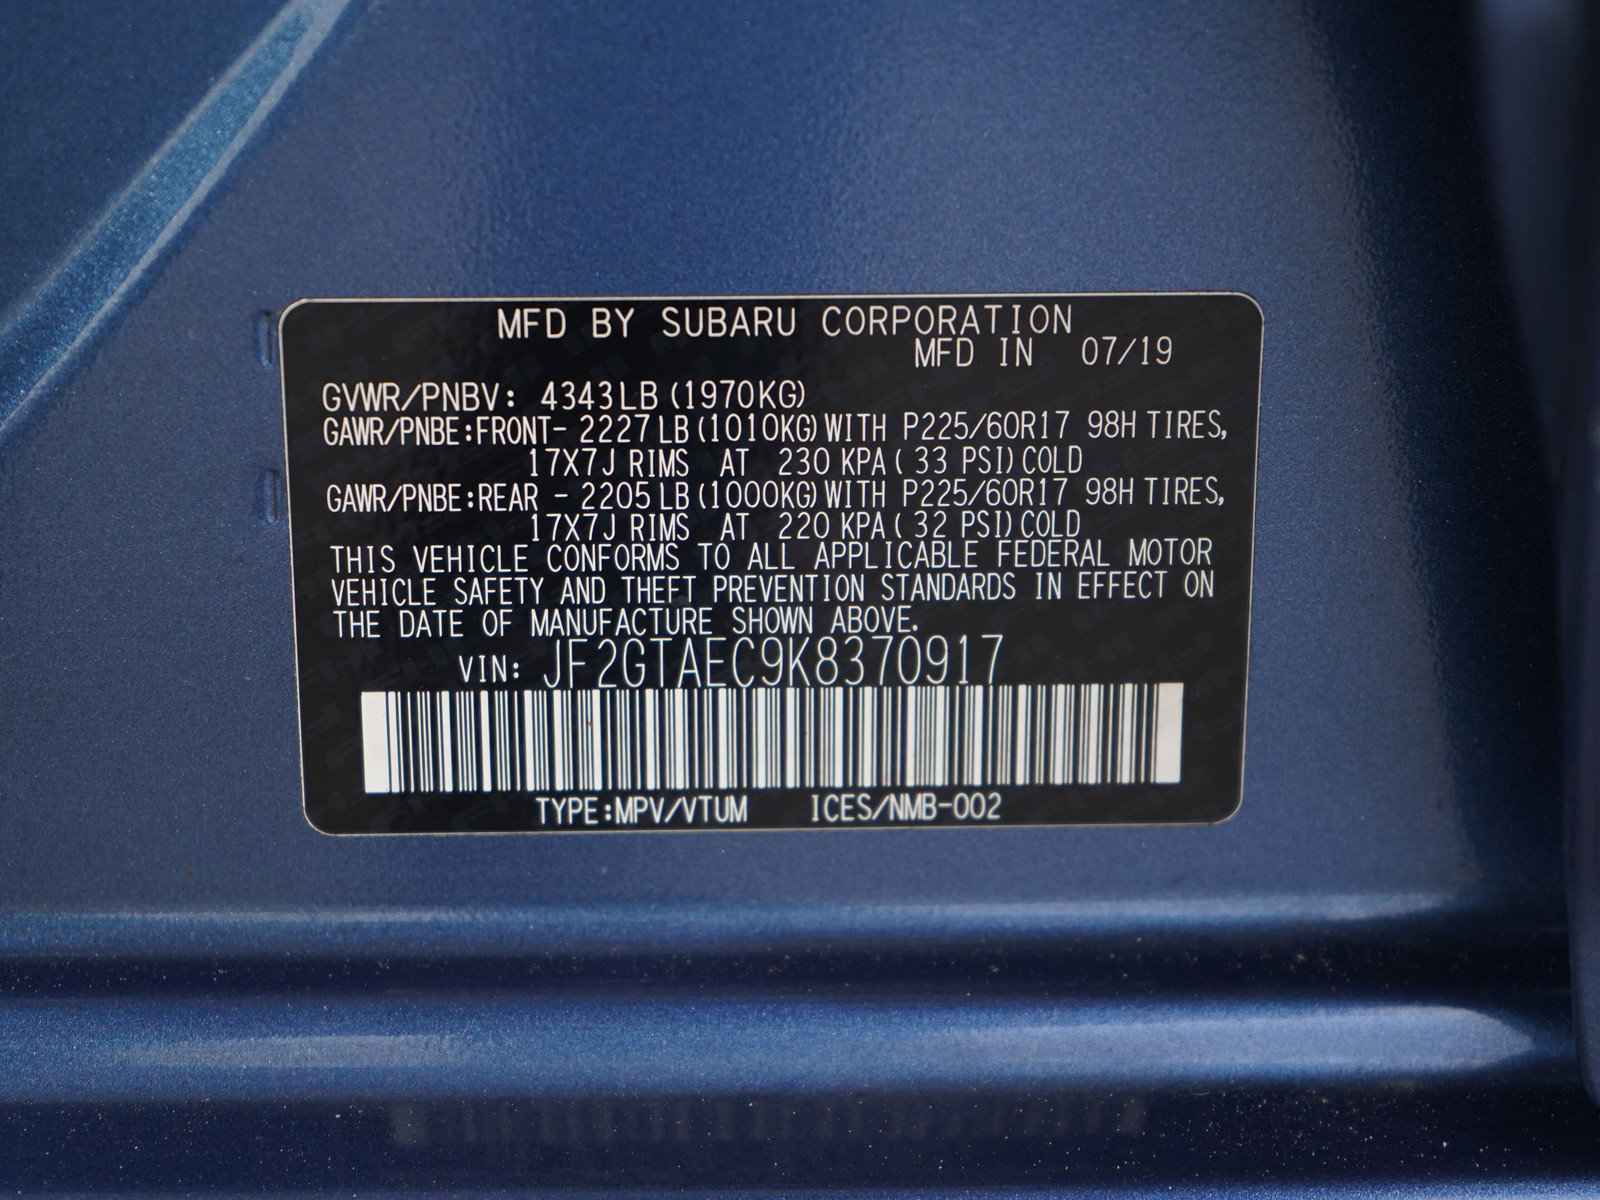 MFD BY SUBARU CORPORATION
MFD IN 07/19
GVWR/PNBV: 4343LB (1970KG)
GAWR/PNBE:FRONT- 2227 LB (1010KG) WITH P225/60R17 98H TIRES,
17X7J RIMS AT 230 KPA ( 33 PSI) COLD
GAWR/PNBE:REAR - 2205 LB (1000KG) WITH P225/60R17 98H TIRES,
17X7J RIMS AT 220 KPA ( 32 PSI) COLD
THIS VEHICLE CONFORMS TO ALL APPLICABLE FEDERAL MOTOR
VEHICLE SAFETY AND THEFT PREVENTION STANDARDS IN EFFECT ON
THE DATE OF MANUFACTURE SHOWN ABOVE.
VIN: JF2GTAEC9K8370917
TYPE:MPV/VTUM ICES/NMB-002